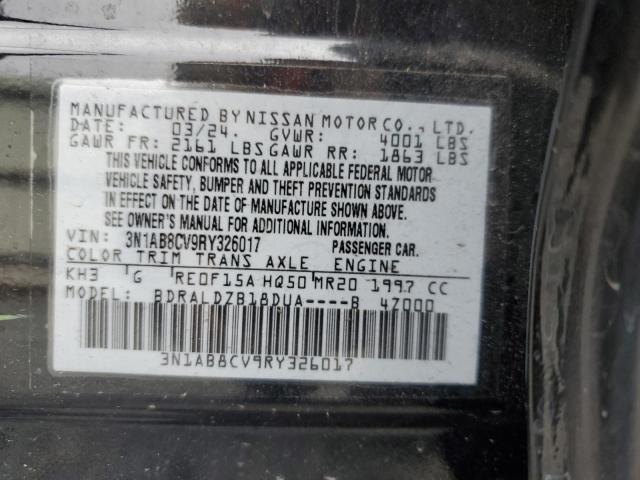 MANUFACTURED BY NISSAN MOTOR CO., LTD.
DATE: 03/24. GVWR: 4001 LBS
GAWR FR: 2161 LBS GAWR RR: 1863 LBS
THIS VEHICLE CONFORMS TO ALL APPLICABLE FEDERAL MOTOR
VEHICLE SAFETY, BUMPER AND THEFT PREVENTION STANDARDS
IN EFFECT ON THE DATE OF MANUFACTURE SHOWN ABOVE.
SEE OWNER'S MANUAL FOR ADDITIONAL INFORMATION.
VIN: 3N1AB8CV9RY326017 PASSENGER CAR.
COLOR TRIM TRANS AXLE ENGINE
KH3 G RE0F15A HQ50 MR20 1997 CC
MODEL: BDRALDZB18DUA----B 47000
3N1AB8CV9RY326017